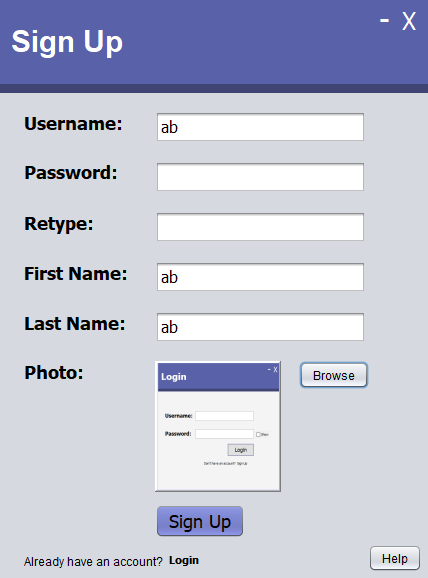 - X
Sign Up
Username: ab
Password:
Retype:
First Name: ab
Last Name: ab
Photo:
Browse
- X
Login
Username:
Password:
Login
Don't have an account? Sign Up
Sign Up
Already have an account? Login
Help